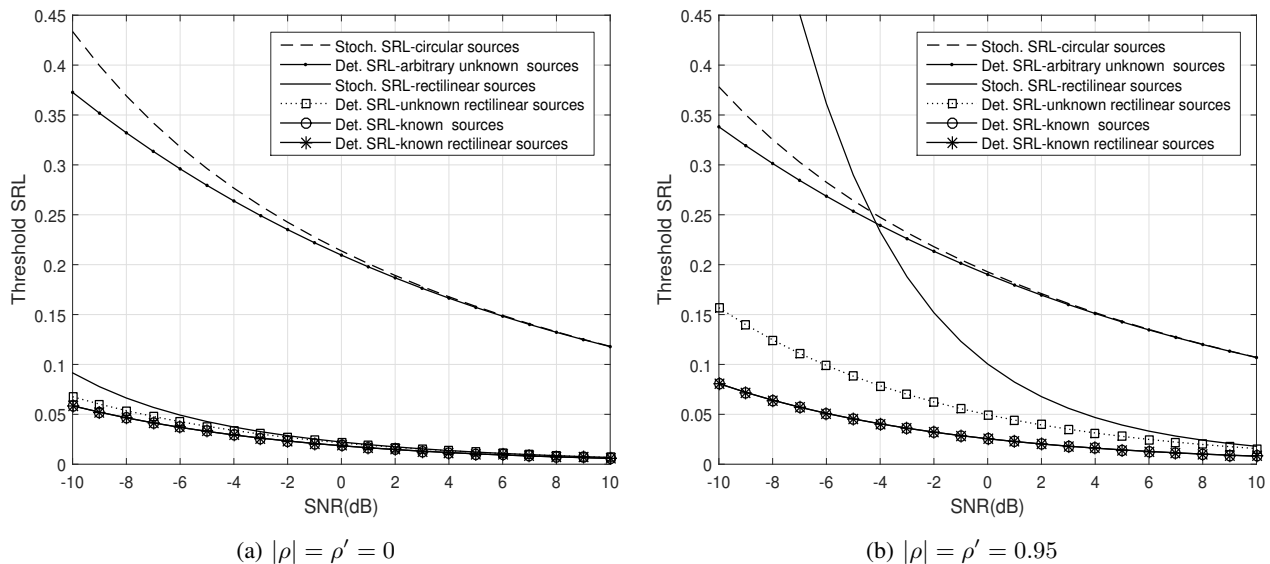 0.45
0.4
0.35
0.3
0.25
0.2
0.15
0.1
0.05
0
Threshold SRL
-10 -8 -6 -4 -2 0 2 4 6 8 10
SNR(dB)
Stoch. SRL-circular sources
Det. SRL-arbitrary unknown sources
Stoch. SRL-rectilinear sources
Det. SRL-unknown rectilinear sources
Det. SRL-known sources
Det. SRL-known rectilinear sources
(a) |ρ| = ρ′ = 0
0.45
0.4
0.35
0.3
0.25
0.2
0.15
0.1
0.05
0
Threshold SRL
-10 -8 -6 -4 -2 0 2 4 6 8 10
SNR(dB)
Stoch. SRL-circular sources
Det. SRL-arbitrary unknown sources
Stoch. SRL-rectilinear sources
Det. SRL-unknown rectilinear sources
Det. SRL-known sources
Det. SRL-known rectilinear sources
(b) |ρ| = ρ′ = 0.95